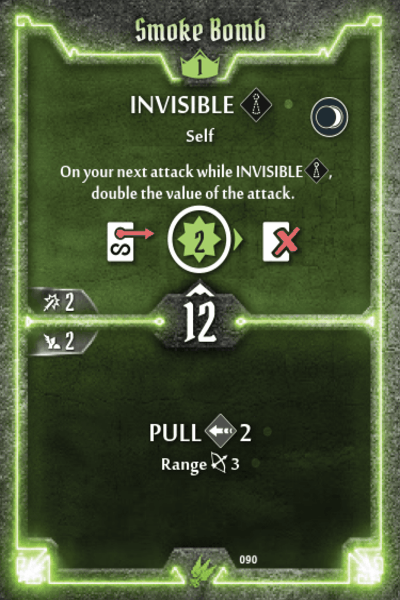 Smoke Bomb
1
INVISIBLE
Self
On your next attack while INVISIBLE ,
double the value of the attack.
2
2
12
2
PULL 2
Range 3
090